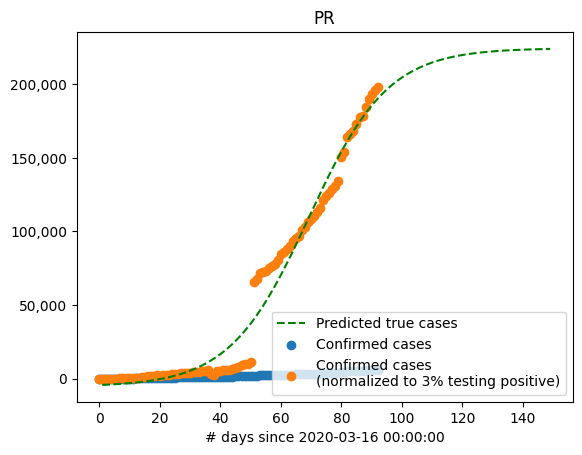 PR
200,000
150,000
100,000
50,000
0
Predicted true cases
Confirmed cases
Confirmed cases
(normalized to 3% testing positive)
0 20 40 60 80 100 120 140
# days since 2020-03-16 00:00:00